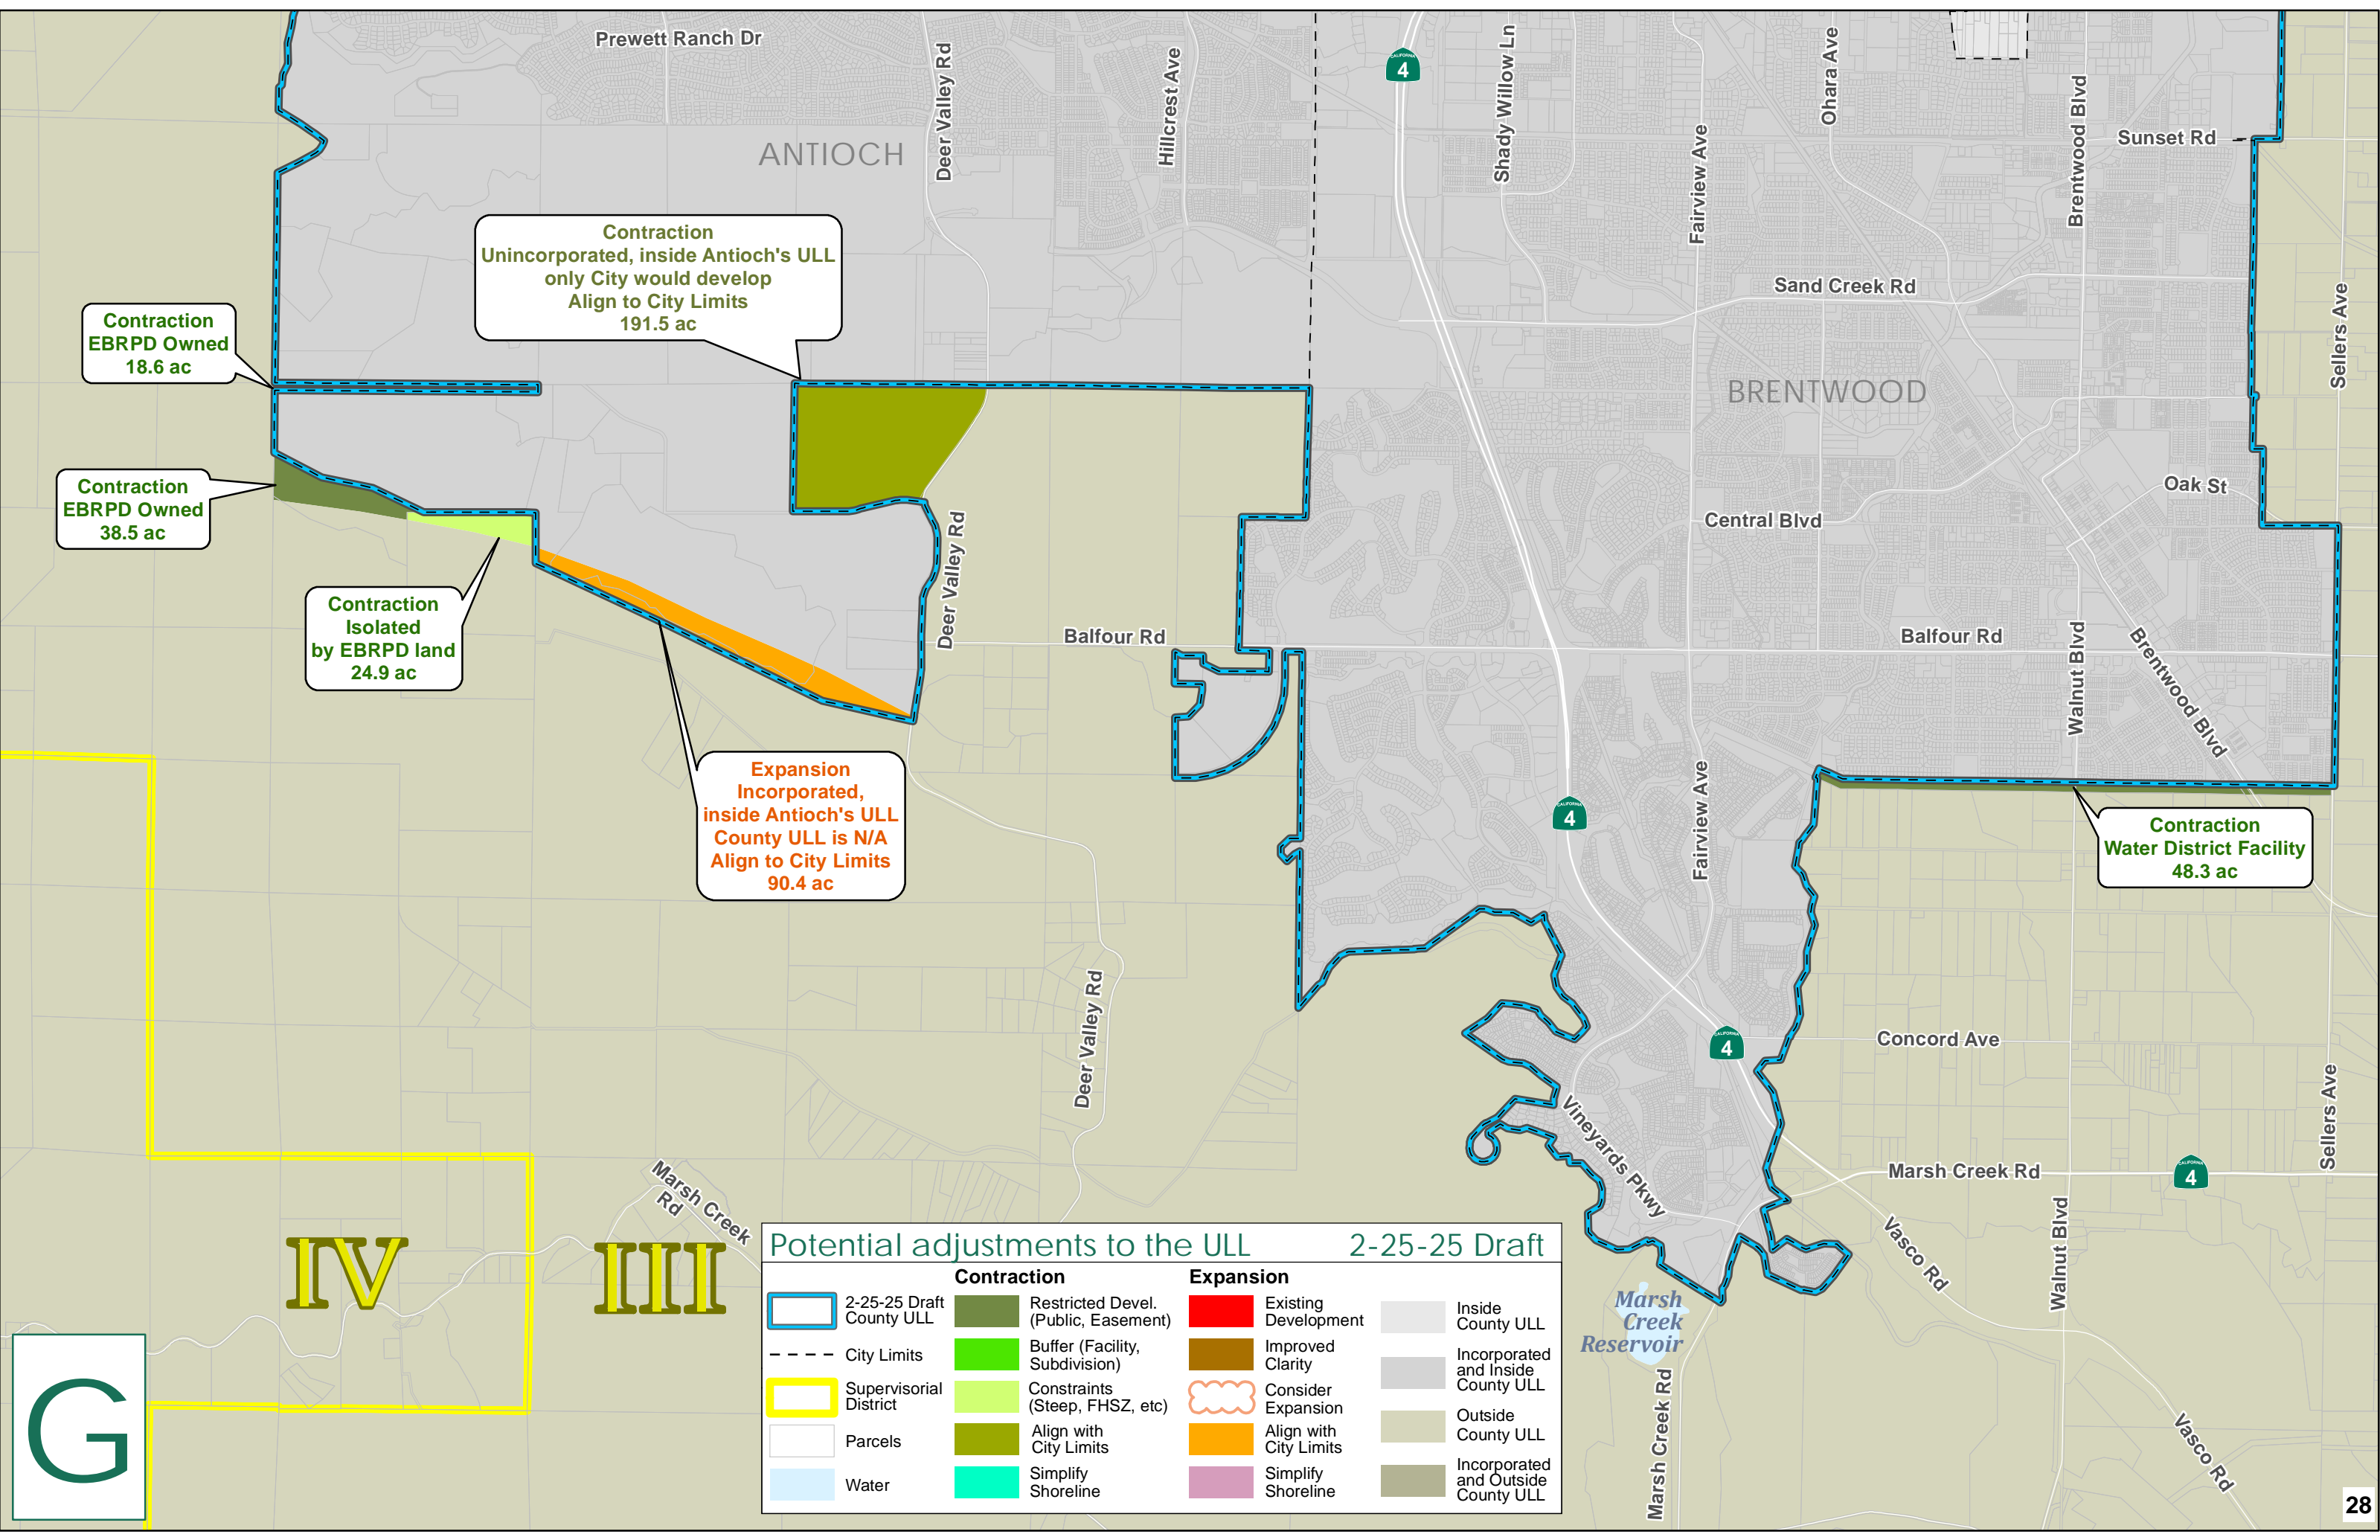 Prewett Ranch Dr
Deer Valley Rd
Hillcrest Ave
4
Shady Willow Ln
Fairview Ave
Ohara Ave
Brentwood Blvd
Sunset Rd
ANTIOCH
Contraction
Unincorporated, inside Antioch's ULL
only City would develop
Align to City Limits
191.5 ac
Sand Creek Rd
Sellers Ave
Contraction
EBRPD Owned
18.6 ac
BRENTWOOD
Contraction
EBRPD Owned
38.5 ac
Oak St
Central Blvd
Deer Valley Rd
Contraction
Isolated
by EBRPD land
24.9 ac
Balfour Rd
Balfour Rd
Walnut Blvd
Brentwood Blvd
Expansion
Incorporated,
inside Antioch's ULL
County ULL is N/A
Align to City Limits
90.4 ac
CALIFORNIA
4
Fairview Ave
Contraction
Water District Facility
48.3 ac
Deer Valley Rd
CALIFORNIA
4
Concord Ave
Sellers Ave
Vineyards Pkwy
Marsh Creek Rd
CALIFORNIA
4
Marsh Creek
Rd
Vasco Rd
Walnut Blvd
IV
III
Marsh
Creek
Reservoir
Marsh Creek Rd
Vasco Rd
Potential adjustments to the ULL 2-25-25 Draft
2-25-25 Draft
County ULL
City Limits
Supervisorial
District
Parcels
Water
Contraction
Restricted Devel.
(Public, Easement)
Buffer (Facility,
Subdivision)
Constraints
(Steep, FHSZ, etc)
Align with
City Limits
Simplify
Shoreline
Expansion
Existing
Development
Improved
Clarity
Consider
Expansion
Align with
City Limits
Simplify
Shoreline
Inside
County ULL
Incorporated
and Inside
County ULL
Outside
County ULL
Incorporated
and Outside
County ULL
G
28